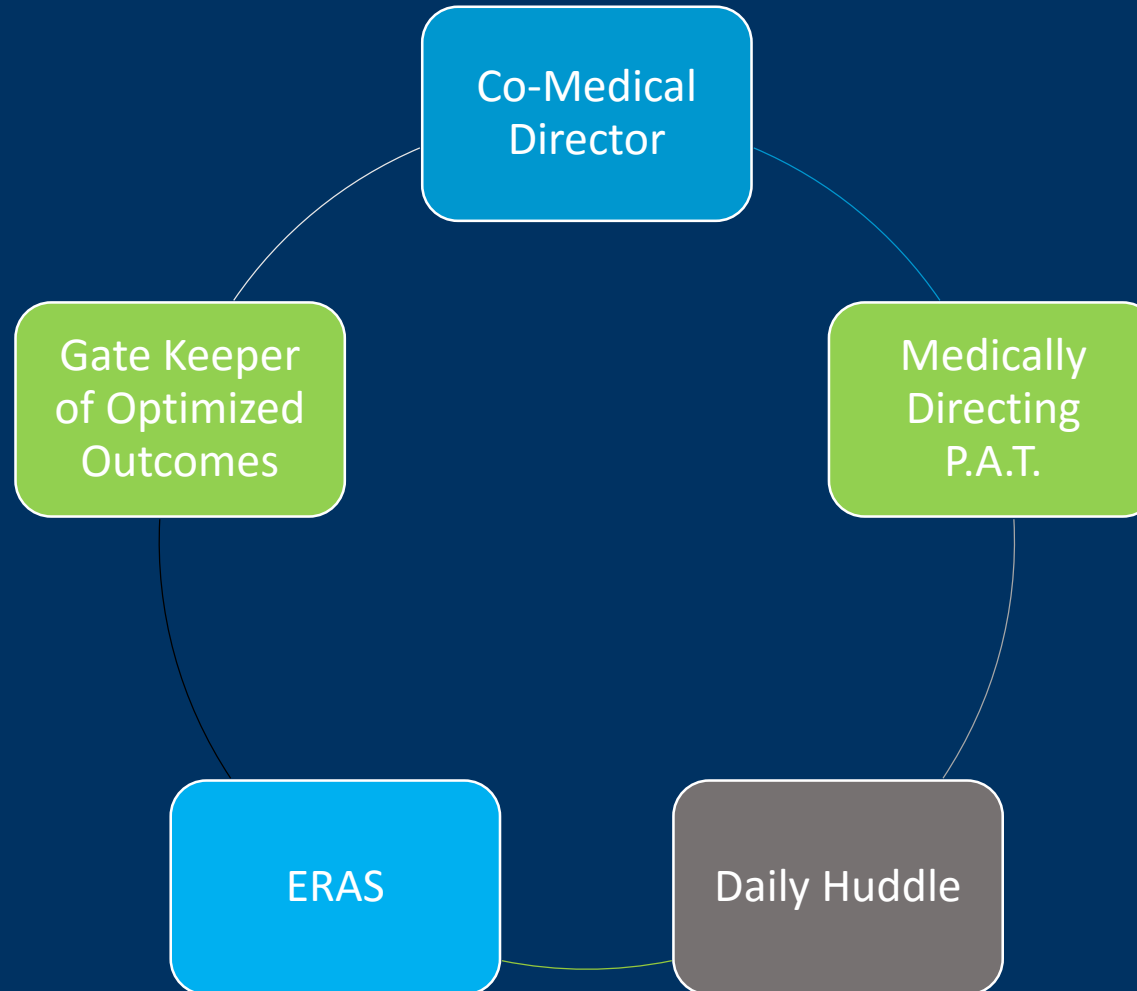 Co-Medical
Director
Gate Keeper
of Optimized
Outcomes
Medically
Directing
P.A.T.
ERAS
Daily Huddle